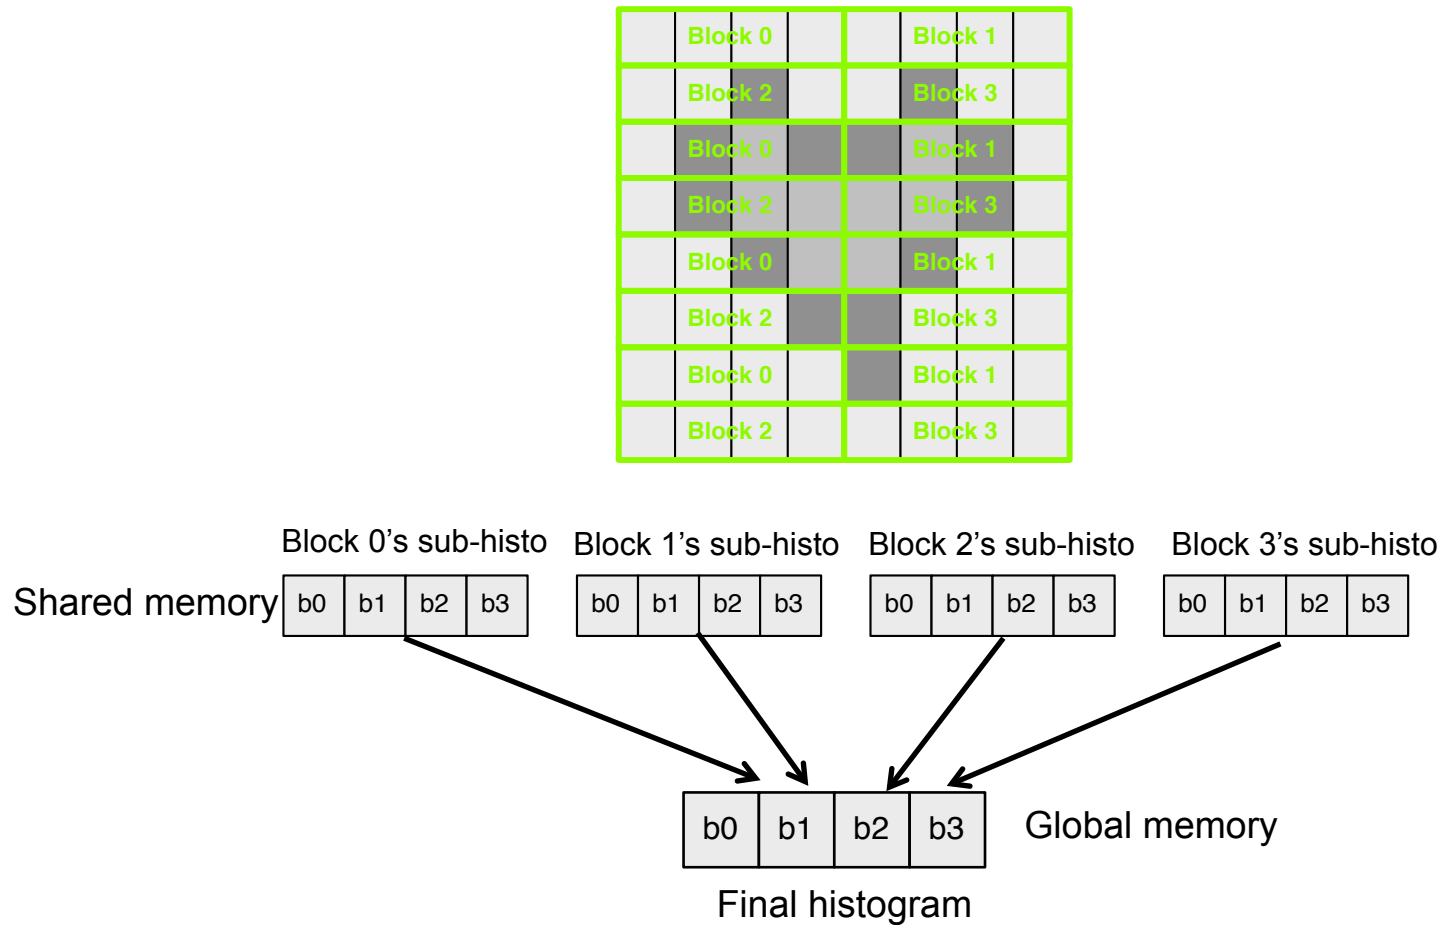 Block 0 Block 1
Block 2 Block 3
Block 0 Block 1
Block 2 Block 3
Block 0 Block 1
Block 2 Block 3
Block 0 Block 1
Block 2 Block 3
Block 0's sub-histo Block 1's sub-histo Block 2's sub-histo Block 3's sub-histo
Shared memory b0 b1 b2 b3 b0 b1 b2 b3 b0 b1 b2 b3 b0 b1 b2 b3
b0 b1 b2 b3 Global memory
Final histogram